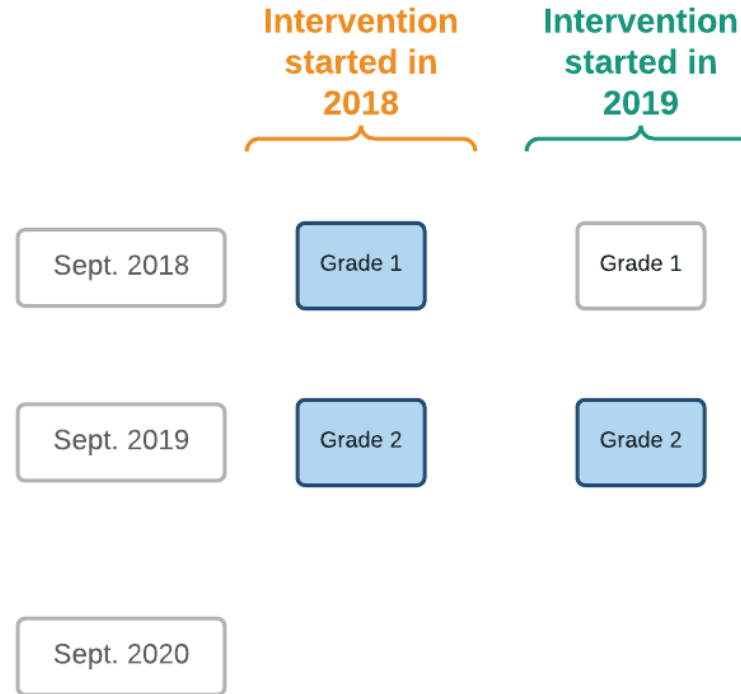 Intervention
started in
2018
Intervention
started in
2019
Sept. 2018
Grade 1
Grade 1
Sept. 2019
Grade 2
Grade 2
Sept. 2020